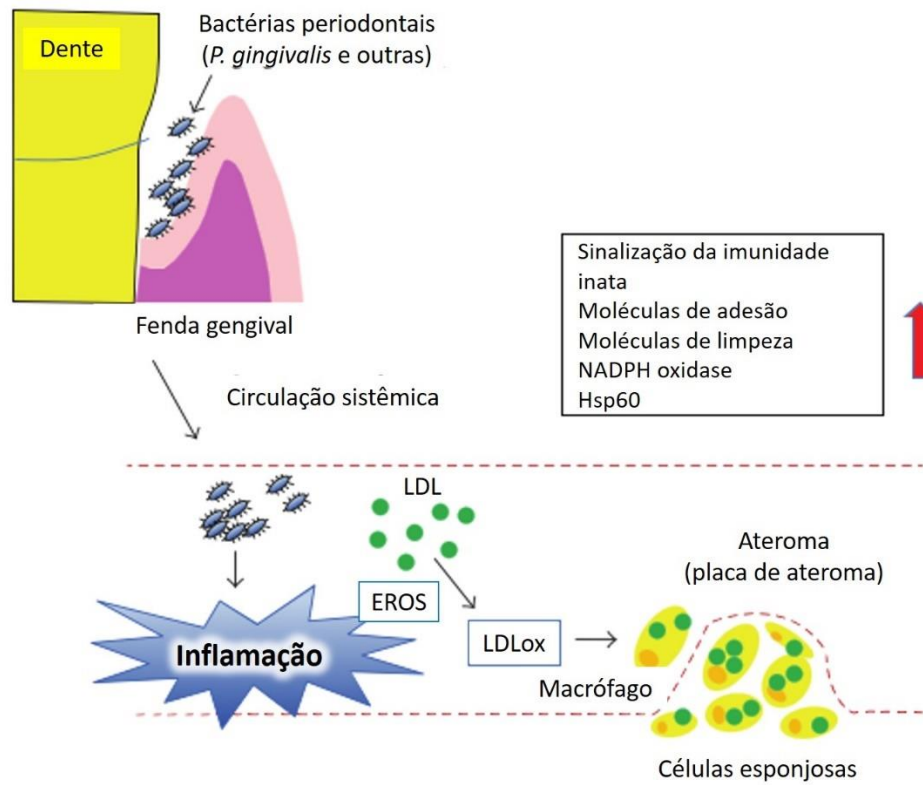 Bactérias periodontais
(P. gingivalis e outras)
Dente
Fenda gengival
Circulação sistêmica
Sinalização da imunidade
inata
Moléculas de adesão
Moléculas de limpeza
NADPH oxidase
Hsp60
LDL
EROS
Inflamação
LDLox
Macrófago
Ateroma
(placa de ateroma)
Células esponjosas